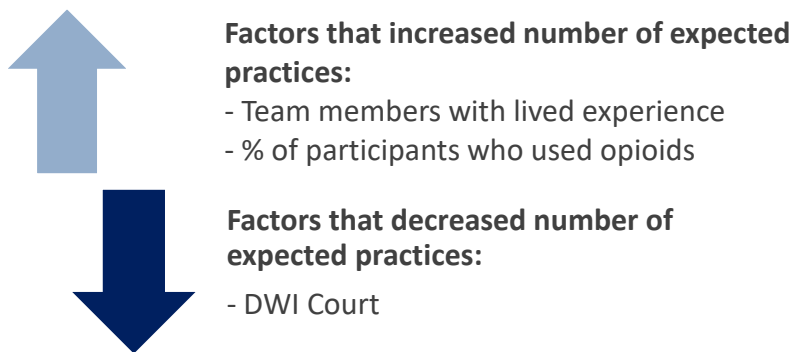 Factors that increased number of expected
practices:
- Team members with lived experience
- % of participants who used opioids
Factors that decreased number of
expected practices:
- DWI Court